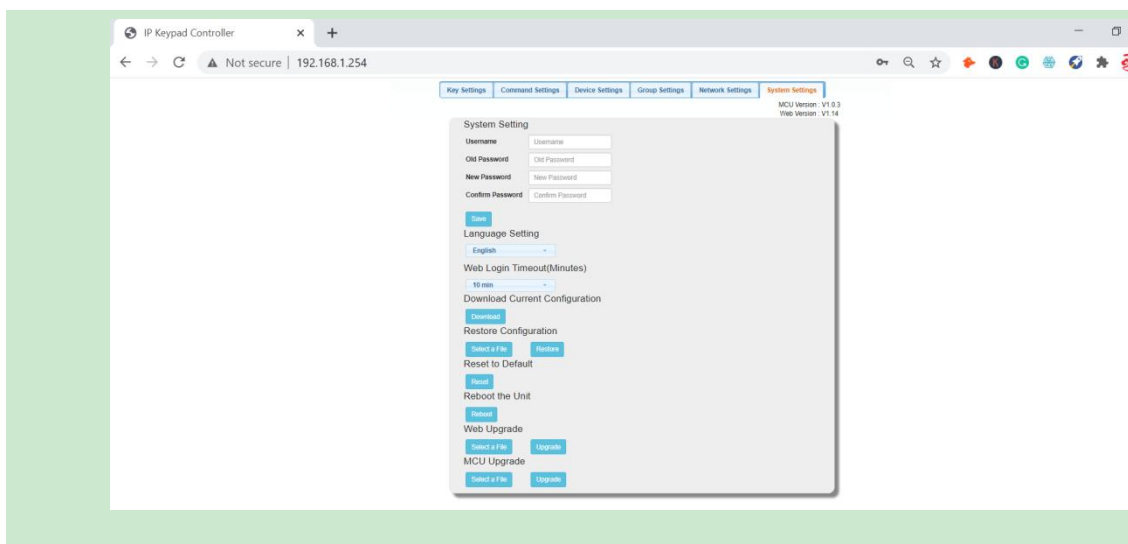 IP Keypad Controller
Not secure | 192.168.1.254
Key Settings Command Settings Device Settings Group Settings Network Settings System Settings
MCU Version : V1.0.3
Web Version : V1.14
System Setting
Username Username
Old Password Old Password
New Password New Password
Confirm Password Confirm Password
Save
Language Setting
English
Web Login Timeout(Minutes)
10 min
Download Current Configuration
Download
Restore Configuration
Select a File Restore
Reset to Default
Reset
Reboot the Unit
Reboot
Web Upgrade
Select a File Upgrade
MCU Upgrade
Select a File Upgrade